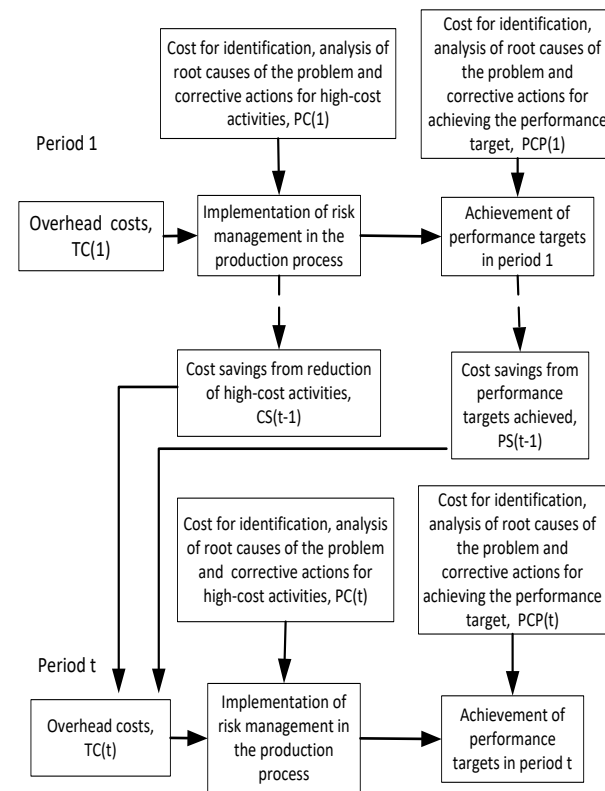 Cost for identification, analysis of
root causes of the problem and
corrective actions for high-cost
activities, PC(1)
Cost for identification,
analysis of root causes
of the problem and
corrective actions for
achieving the performance
target, PCP(1)
Period 1
Overhead costs,
TC(1)
Implementation of risk
management in the
production process
Achievement of
performance targets
in period 1
Cost savings from reduction
of high-cost activities,
CS(t-1)
Cost savings from
performance
targets achieved,
PS(t-1)
Cost for identification, analysis
of root causes of the problem
and corrective actions for
high-cost activities, PC(t)
Cost for identification,
analysis of root causes of
the problem and
corrective actions for
achieving the performance
target, PCP(t)
Period t
Overhead costs,
TC(t)
Implementation of
risk management in
the production
process
Achievement of
performance
targets in period t